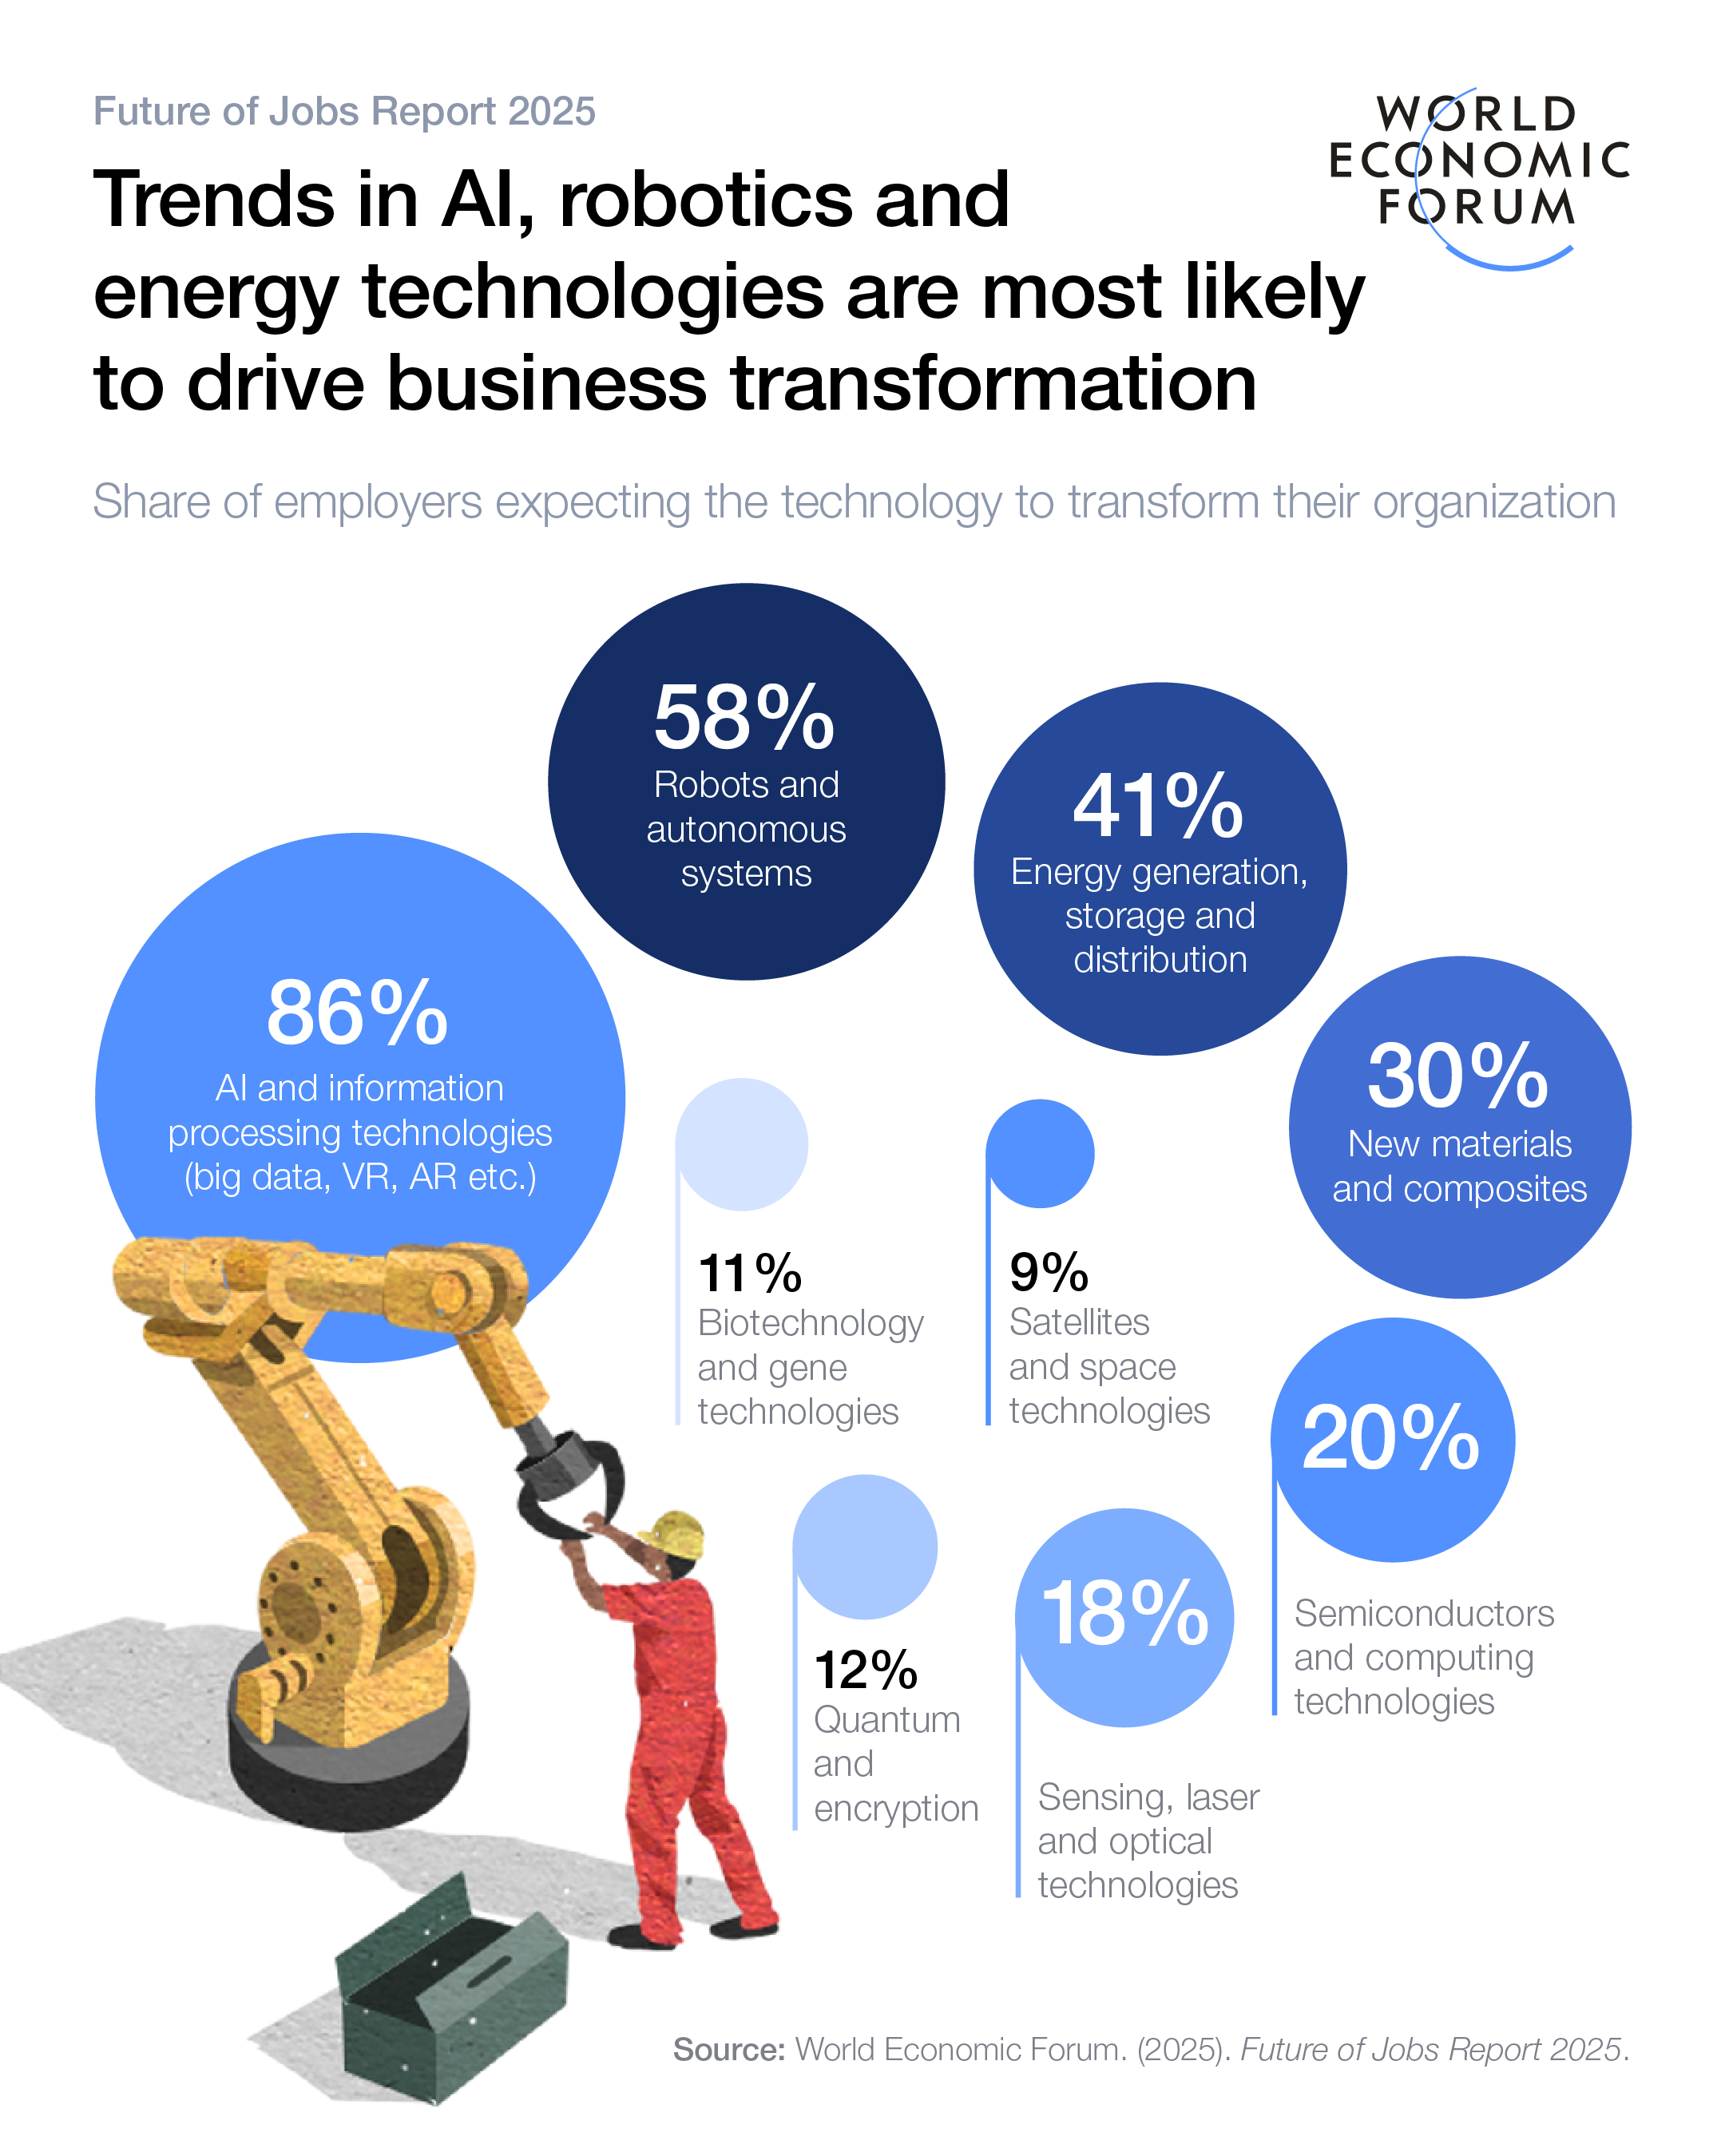 Future of Jobs Report 2025
WORLD
ECONOMIC
FORUM
Trends in AI, robotics and
energy technologies are most likely
to drive business transformation
Share of employers expecting the technology to transform their organization
86%
AI and information
processing technologies
(big data, VR, AR etc.)
58%
Robots and
autonomous
systems
41%
Energy generation,
storage and
distribution
30%
New materials
and composites
20%
Semiconductors
and computing
technologies
18%
Sensing, laser
and optical
technologies
12%
Quantum
and
encryption
11%
Biotechnology
and gene
technologies
9%
Satellites
and space
technologies
Source: World Economic Forum. (2025). Future of Jobs Report 2025.